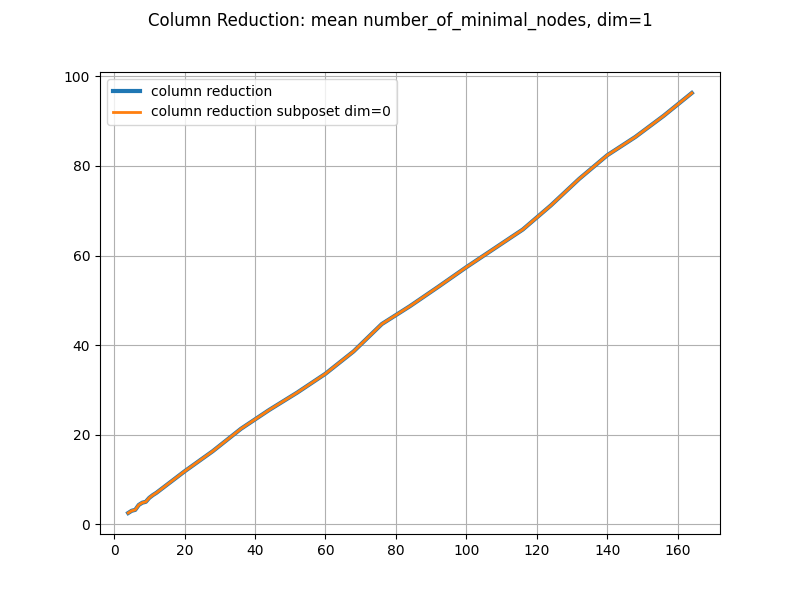 Column Reduction: mean number_of_minimal_nodes, dim=1
column reduction
column reduction subposet dim=0
100
80
60
40
20
0
0 20 40 60 80 100 120 140 160